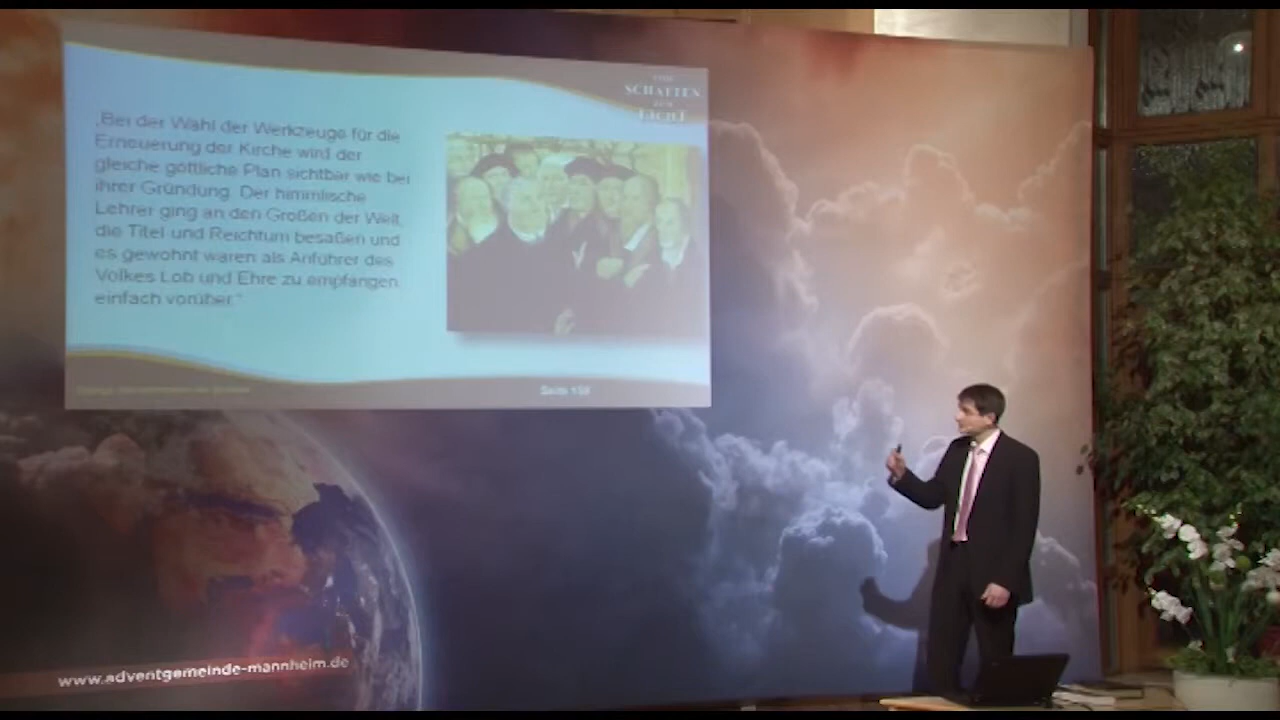 VOM
SCHATTEN
ZUM
LICHT
„Bei der Wahl der Werkzeuge für die
Erneuerung der Kirche wird der
gleiche göttliche Plan sichtbar wie bei
ihrer Gründung. Der himmlische
Lehrer ging an den Großen der Welt,
die Titel und Reichtum besaßen und
es gewohnt waren als Anführer des
Volkes Lob und Ehre zu empfangen,
einfach vorüber.“
Seite
www.adventgemeinde-mannheim.de